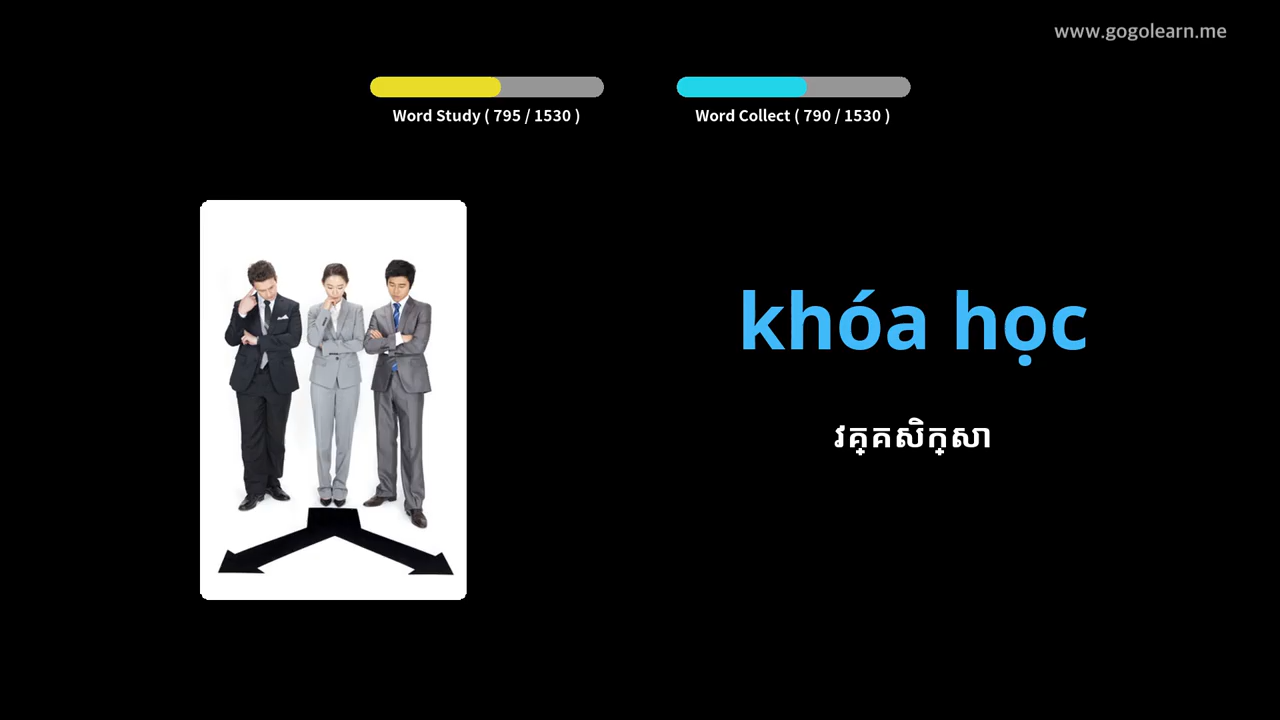 www.gogolearn.me
Word Study ( 795 / 1530 )
Word Collect ( 790 / 1530 )
khóa học
វគ្គសិក្សា